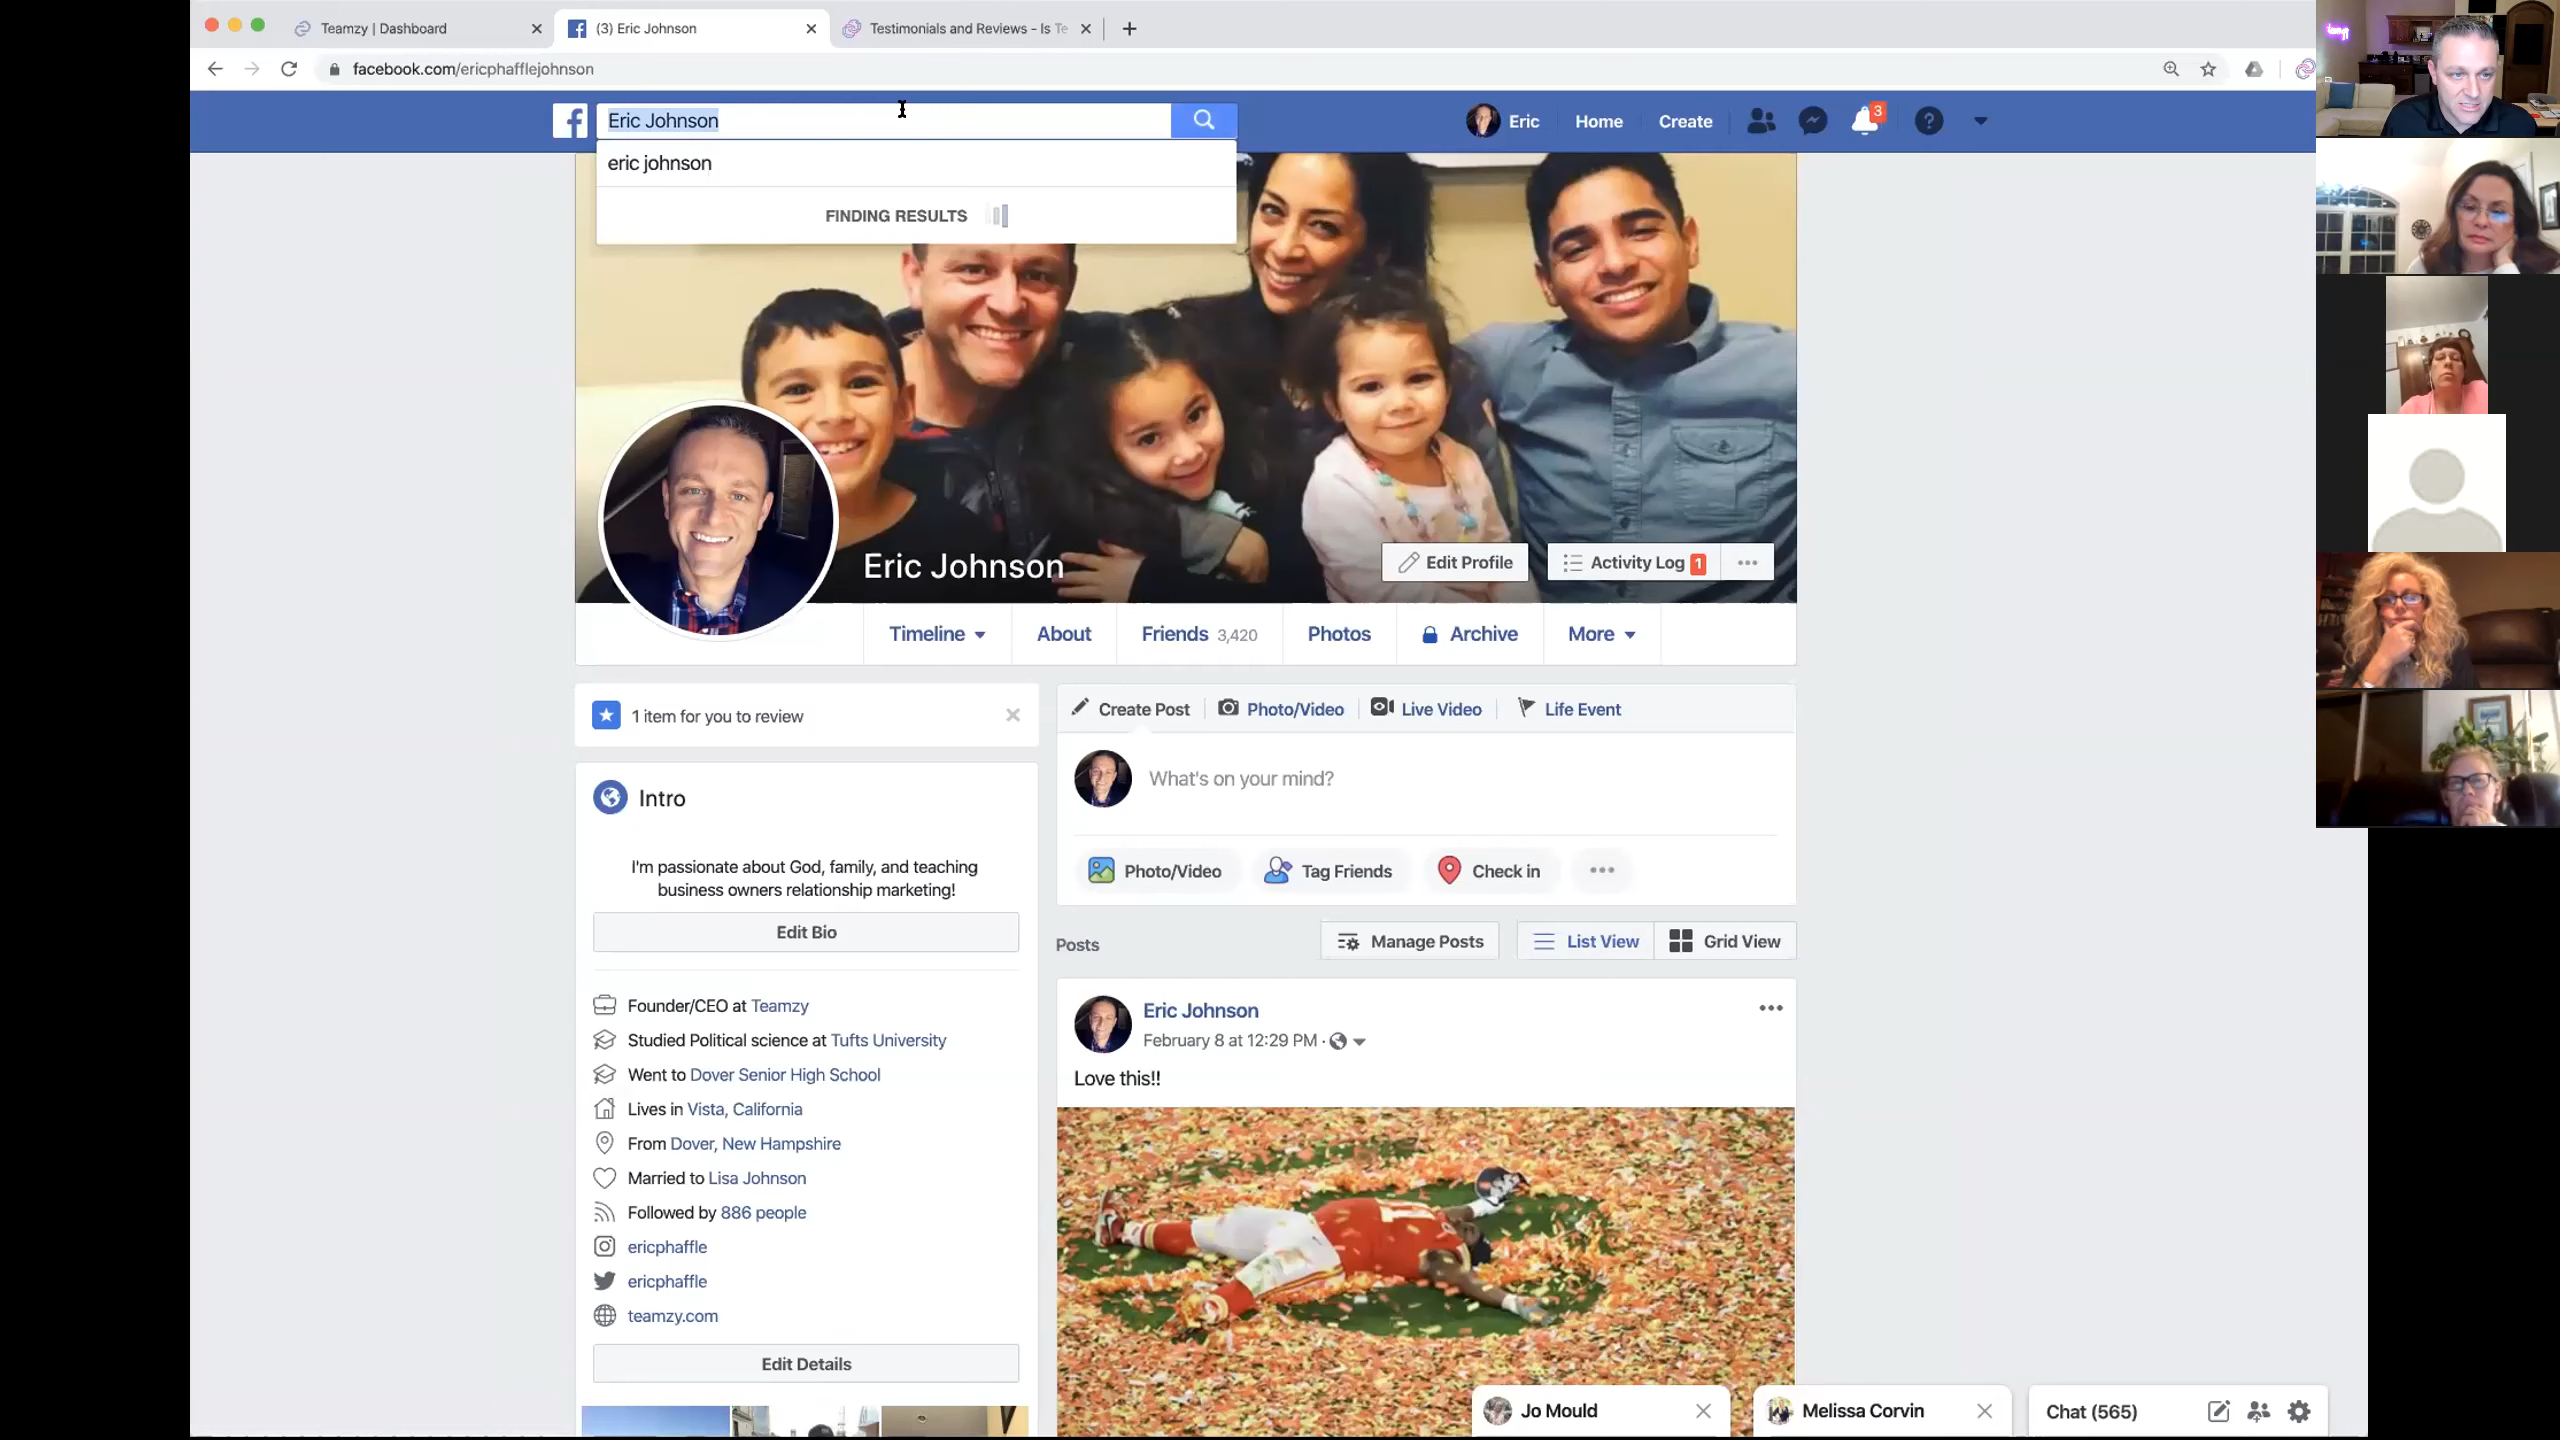 Teamzy | Dashboard
(3) Eric Johnson
Testimonials and Reviews - Is Te
facebook.com/ericphafflejohnson
Eric Johnson
Eric
Home
Create
3
eric johnson
FINDING RESULTS
Eric Johnson
Edit Profile
Activity Log 1
Timeline
About
Friends 3,420
Photos
Archive
More
1 item for you to review
Create Post
Photo/Video
Live Video
Life Event
What's on your mind?
Photo/Video
Tag Friends
Check in
Intro
I'm passionate about God, family, and teaching
business owners relationship marketing!
Edit Bio
Founder/CEO at Teamzy
Studied Political science at Tufts University
Went to Dover Senior High School
Lives in Vista, California
From Dover, New Hampshire
Married to Lisa Johnson
Followed by 886 people
ericphaffle
ericphaffle
teamzy.com
Edit Details
Posts
Manage Posts
List View
Grid View
Eric Johnson
February 8 at 12:29 PM ·
Love this!!
Jo Mould
Melissa Corvin
Chat (565)